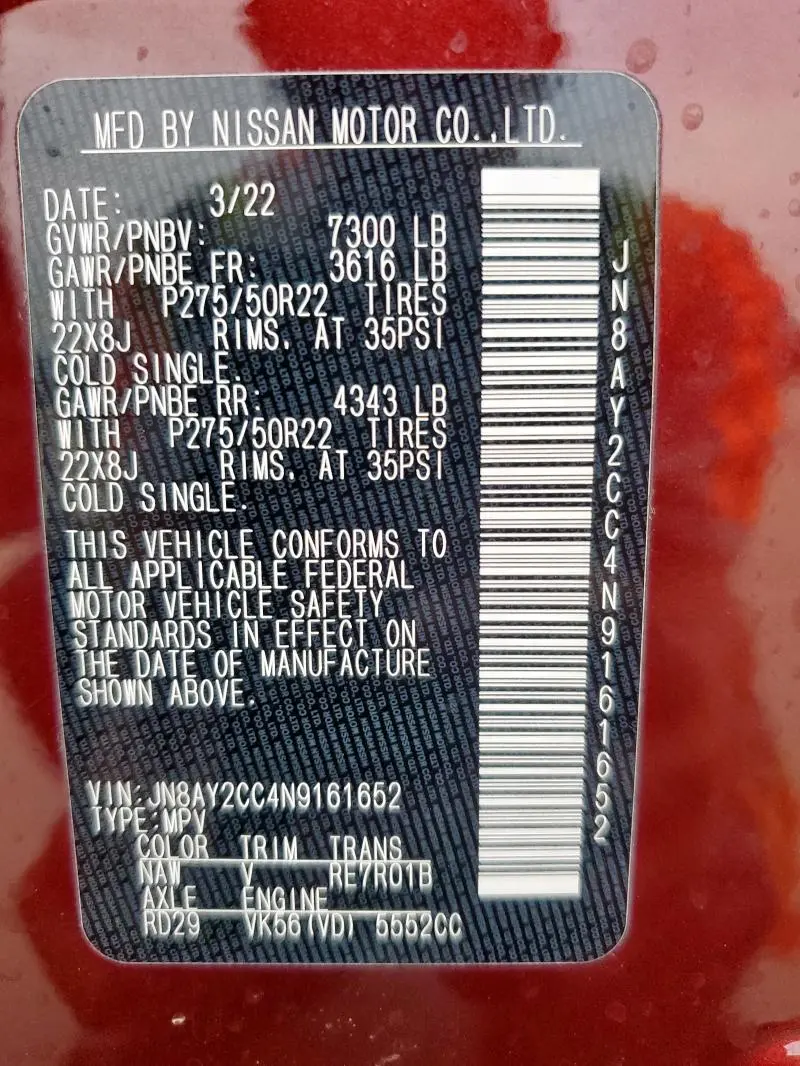 MFD BY NISSAN MOTOR CO.,LTD.
DATE: 3/22
GVWR/PNBV: 7300 LB
GAWR/PNBE FR: 3616 LB
WITH P275/50R22 TIRES
22X8J RIMS. AT 35PSI
COLD SINGLE.
GAWR/PNBE RR: 4343 LB
WITH P275/50R22 TIRES
22X8J RIMS. AT 35PSI
COLD SINGLE.
THIS VEHICLE CONFORMS TO
ALL APPLICABLE FEDERAL
MOTOR VEHICLE SAFETY
STANDARDS IN EFFECT ON
THE DATE OF MANUFACTURE
SHOWN ABOVE.
VIN:JN8AY2CC4N9161652
TYPE:MPV
COLOR TRIM TRANS
NAW V RE7R01B
AXLE ENGINE
RD29 VK56(VD) 5552CC
JN8AY2CC4N9161652